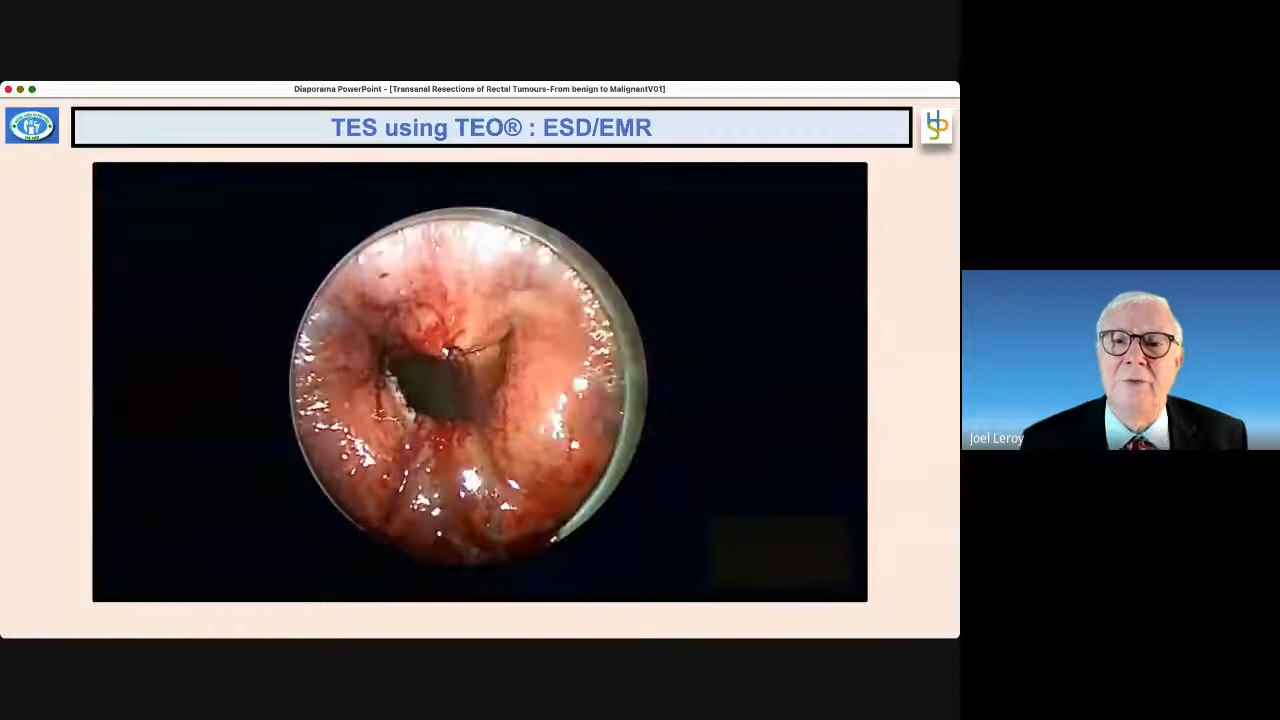 Diaporama PowerPoint - [Transanal Resections of Rectal Tumours-From benign to MalignantV01]
TES using TEO® : ESD/EMR
Joel Leroy